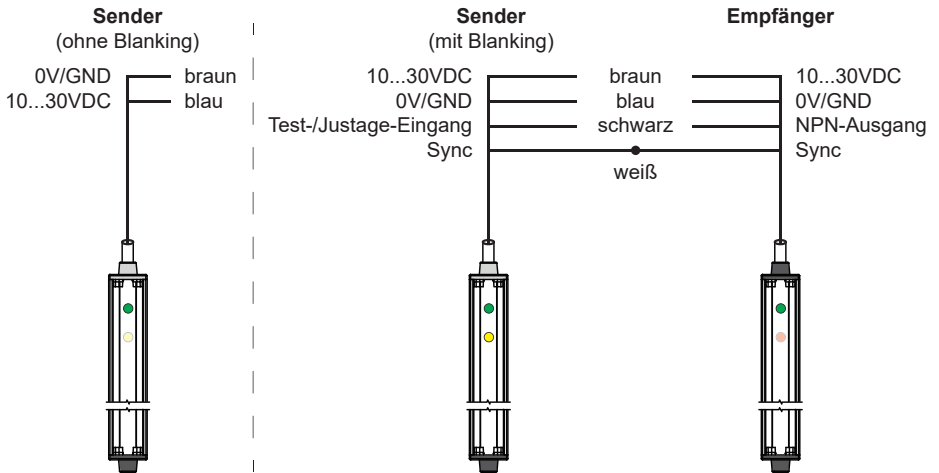 Sender
(ohne Blanking)
0V/GND braun
10...30VDC blau
Sender
(mit Blanking)
Empfänger
10...30VDC braun 10...30VDC
0V/GND blau 0V/GND
Test-/Justage-Eingang schwarz NPN-Ausgang
Sync Sync
weiß